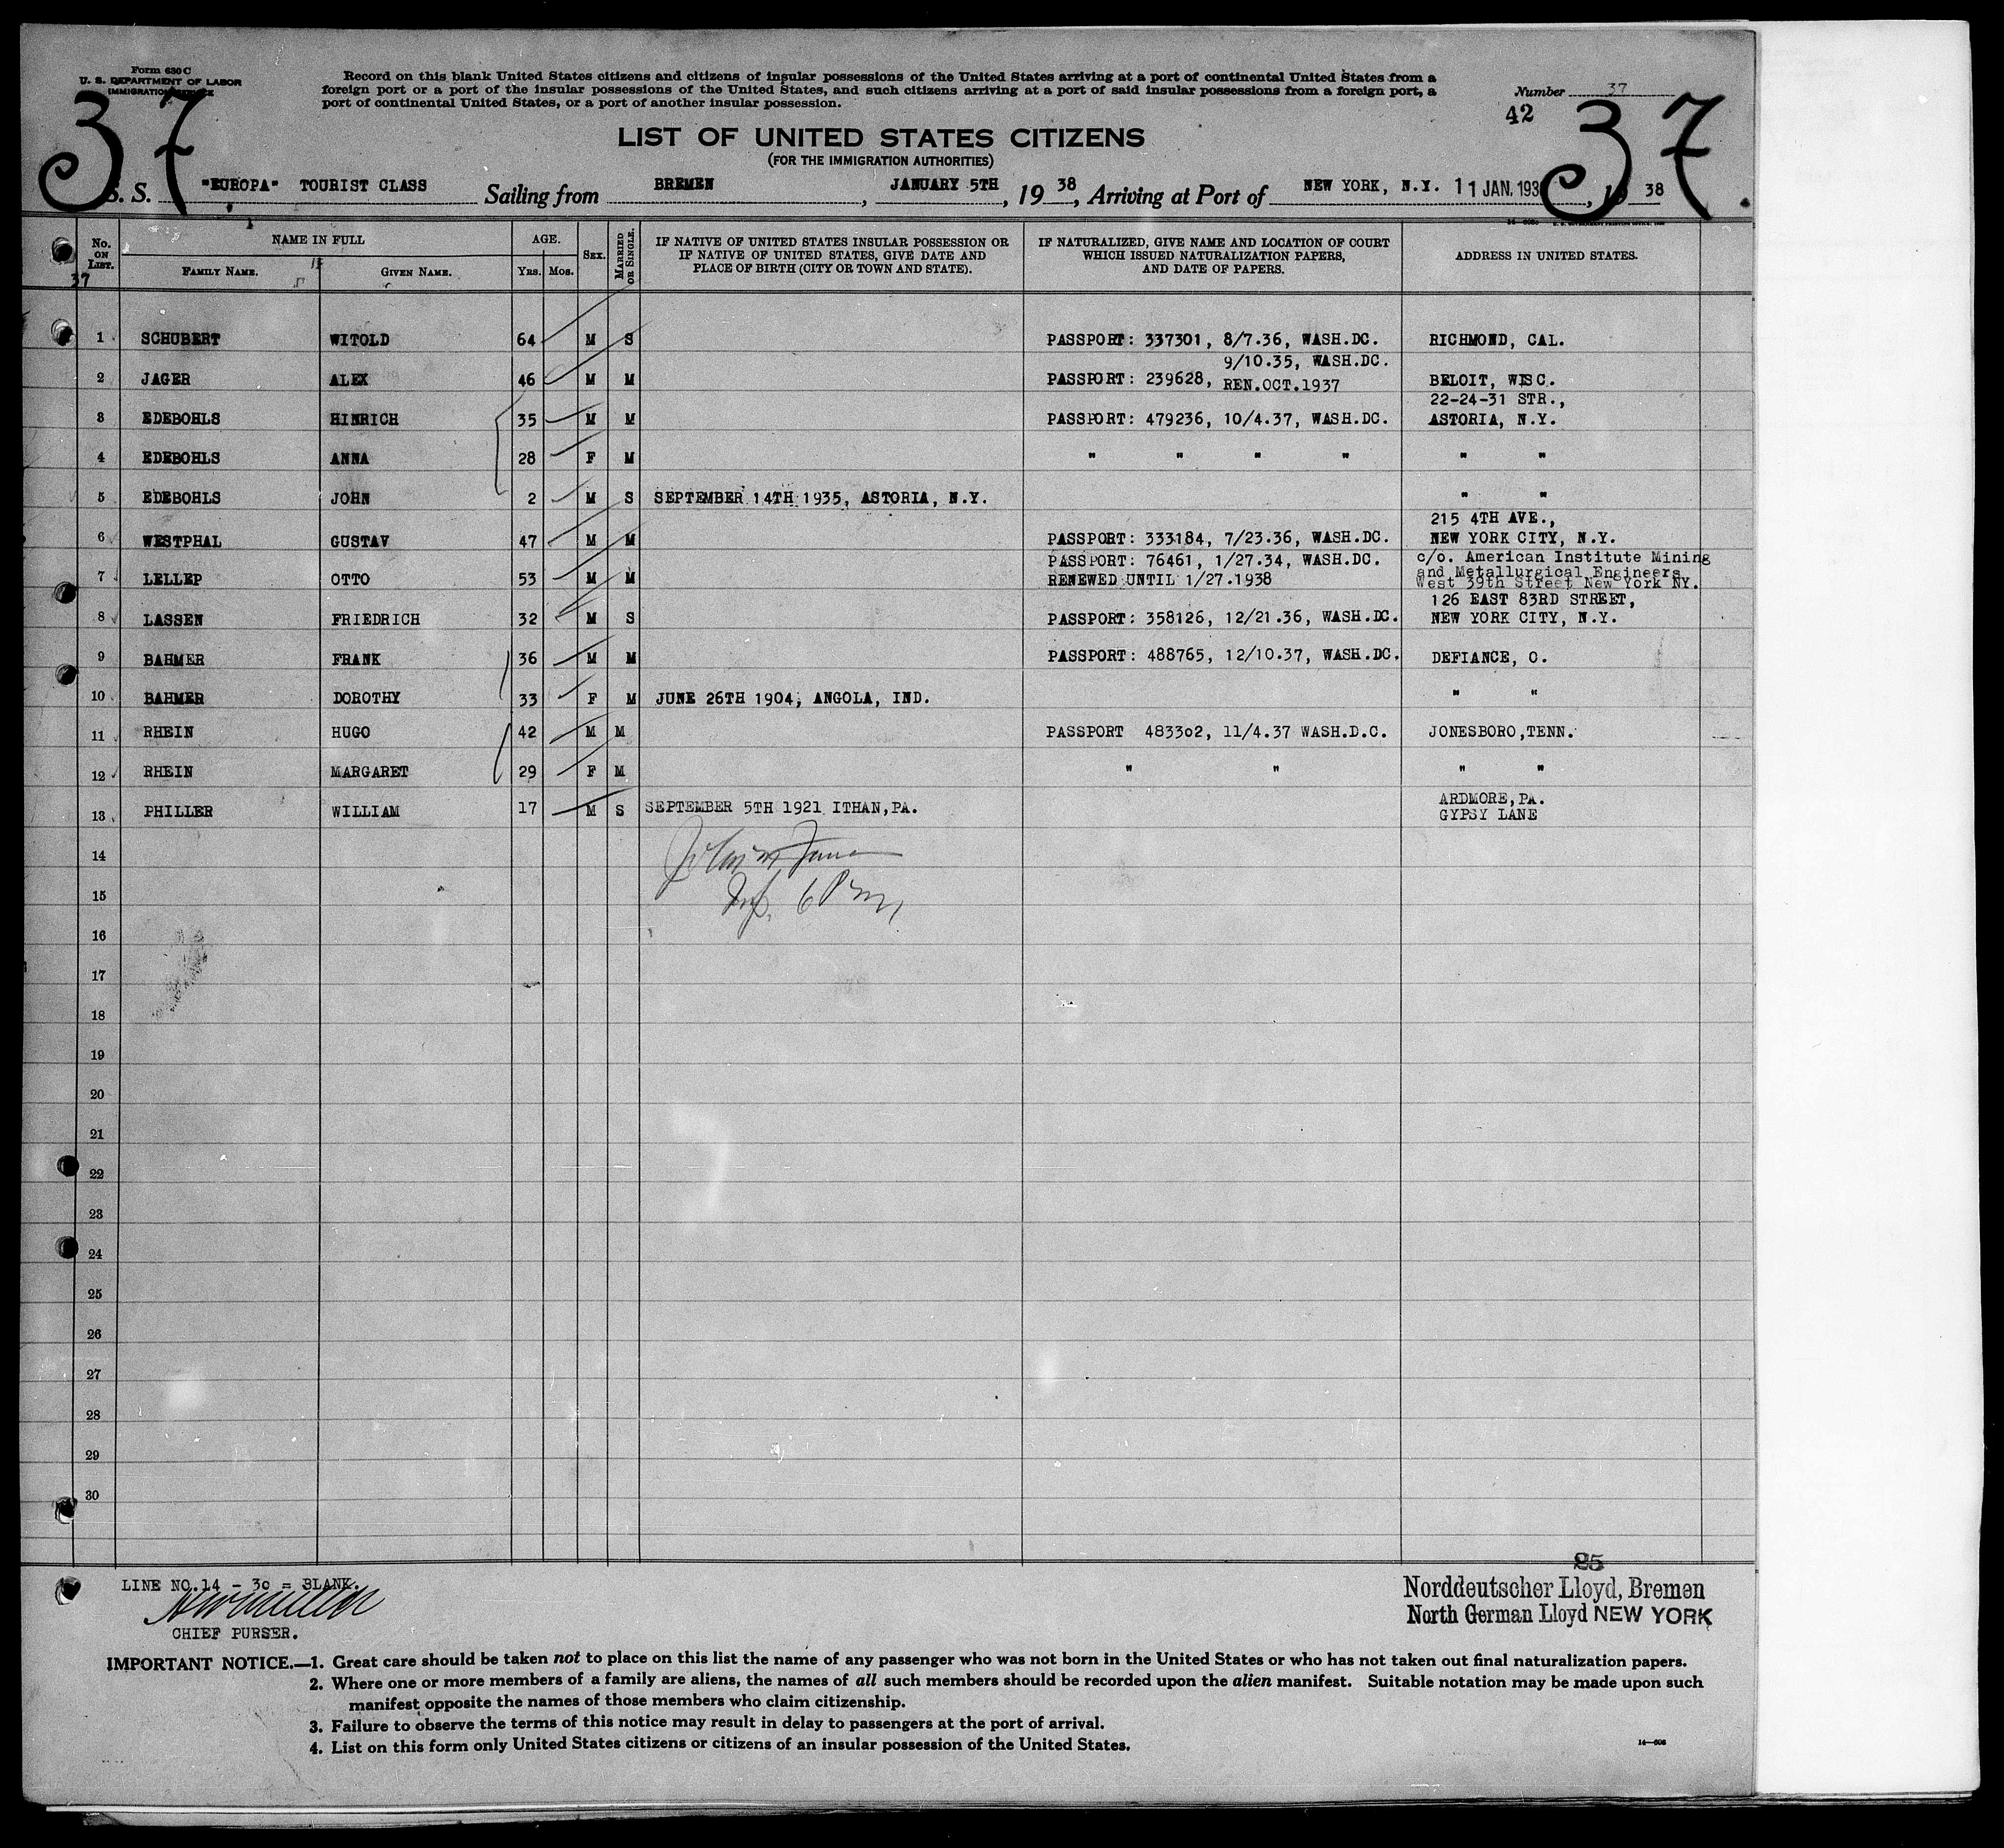 Form 630 C
U. S. DEPARTMENT OF LABOR
IMMIGRATION SERVICE
Record on this blank United States citizens and citizens of insular possessions of the United States arriving at a port of continental United States from a
foreign port or a port of the insular possessions of the United States, and such citizens arriving at a port of said insular possessions from a foreign port, a
port of continental United States, or a port of another insular possession.
Number 37
42
37 37
LIST OF UNITED STATES CITIZENS
(FOR THE IMMIGRATION AUTHORITIES)
S. S. "EUROPA" TOURIST CLASS Sailing from BREMEN, JANUARY 5TH, 1938, Arriving at Port of NEW YORK, N.Y. 11 JAN. 193, 1938
No. ON LIST. NAME IN FULL AGE. SEX. MARRIED OR SINGLE. IF NATIVE OF UNITED STATES INSULAR POSSESSION OR IF NATIVE OF UNITED STATES, GIVE DATE AND PLACE OF BIRTH (CITY OR TOWN AND STATE). IF NATURALIZED, GIVE NAME AND LOCATION OF COURT WHICH ISSUED NATURALIZATION PAPERS, AND DATE OF PAPERS. ADDRESS IN UNITED STATES.
FAMILY NAME. GIVEN NAME. YRS. MOS.
37
1 SCHUBERT WITOLD 64 M S PASSPORT: 337301, 8/7.36, WASH.DC. RICHMOND, CAL.
9/10.35, WASH.DC.
2 JAGER ALEX 46 M M PASSPORT: 239628, REN.OCT.1937 BELOIT, WISC.
22-24-31 STR.,
3 EDEBOHLS HINRICH 35 M M PASSPORT: 479236, 10/4.37, WASH.DC. ASTORIA, N.Y.
4 EDEBOHLS ANNA 28 F M " " " " " "
5 EDEBOHLS JOHN 2 M S SEPTEMBER 14TH 1935, ASTORIA, N.Y. " "
215 4TH AVE.,
6 WESTPHAL GUSTAV 47 M M PASSPORT: 333184, 7/23.36, WASH.DC. NEW YORK CITY, N.Y.
PASSPORT: 76461, 1/27.34, WASH.DC. c/o. American Institute Mining
7 LELLEP OTTO 53 M M RENEWED UNTIL 1/27.1938 and Metallurgical Engineers
West 39th Street New York NY.
126 EAST 83RD STREET,
8 LASSEN FRIEDRICH 32 M S PASSPORT: 358126, 12/21.36, WASH.DC. NEW YORK CITY, N.Y.
9 BAHMER FRANK 36 M M PASSPORT: 488765, 12/10.37, WASH.DC. DEFIANCE, O.
10 BAHMER DOROTHY 33 F M JUNE 26TH 1904, ANGOLA, IND. " "
11 RHEIN HUGO 42 M M PASSPORT 483302, 11/4.37 WASH.D.C. JONESBORO,TENN.
12 RHEIN MARGARET 29 F M " " " "
13 PHILLER WILLIAM 17 M S SEPTEMBER 5TH 1921 ITHAN,PA. ARDMORE,PA.
GYPSY LANE
14
15 Insp. 6 Pm
16
17
18
19
20
21
22
23
24
25
26
27
28
29
30
LINE NO.14 - 30 = BLANK.
CHIEF PURSER.
Norddeutscher Lloyd, Bremen
North German Lloyd NEW YORK
IMPORTANT NOTICE.—1. Great care should be taken not to place on this list the name of any passenger who was not born in the United States or who has not taken out final naturalization papers.
2. Where one or more members of a family are aliens, the names of all such members should be recorded upon the alien manifest. Suitable notation may be made upon such
manifest opposite the names of those members who claim citizenship.
3. Failure to observe the terms of this notice may result in delay to passengers at the port of arrival.
4. List on this form only United States citizens or citizens of an insular possession of the United States.